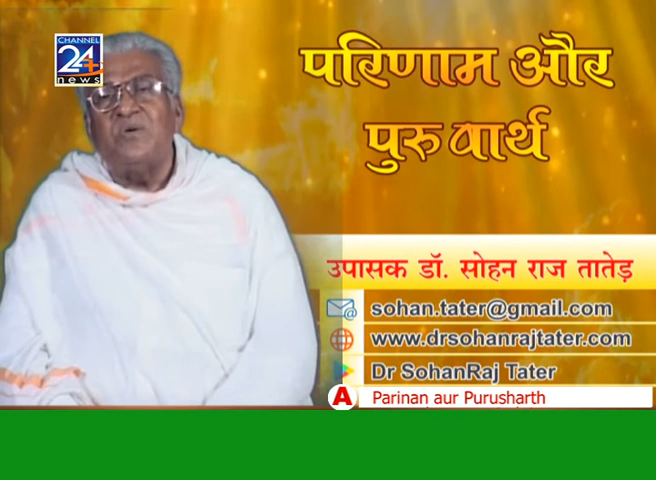 CHANNEL
24+
news
परिणाम और
पुरुवार्थ
उपासक डॉ. सोहन राज तातेड़
sohan.tater@gmail.com
www.drsohanrajtater.com
Dr SohanRaj Tater
A Parinan aur Purusharth